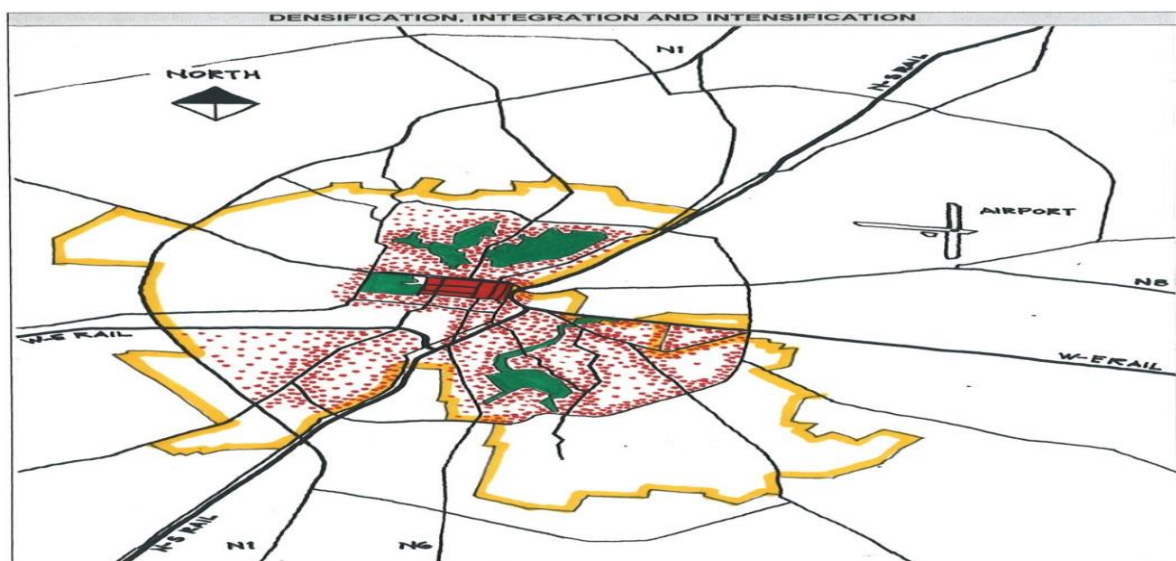 DENSIFICATION, INTEGRATION AND INTENSIFICATION
N1
N-S RAIL
NORTH
AIRPORT
N8
W-E RAIL
W-E RAIL
N-S RAIL
N1
N6